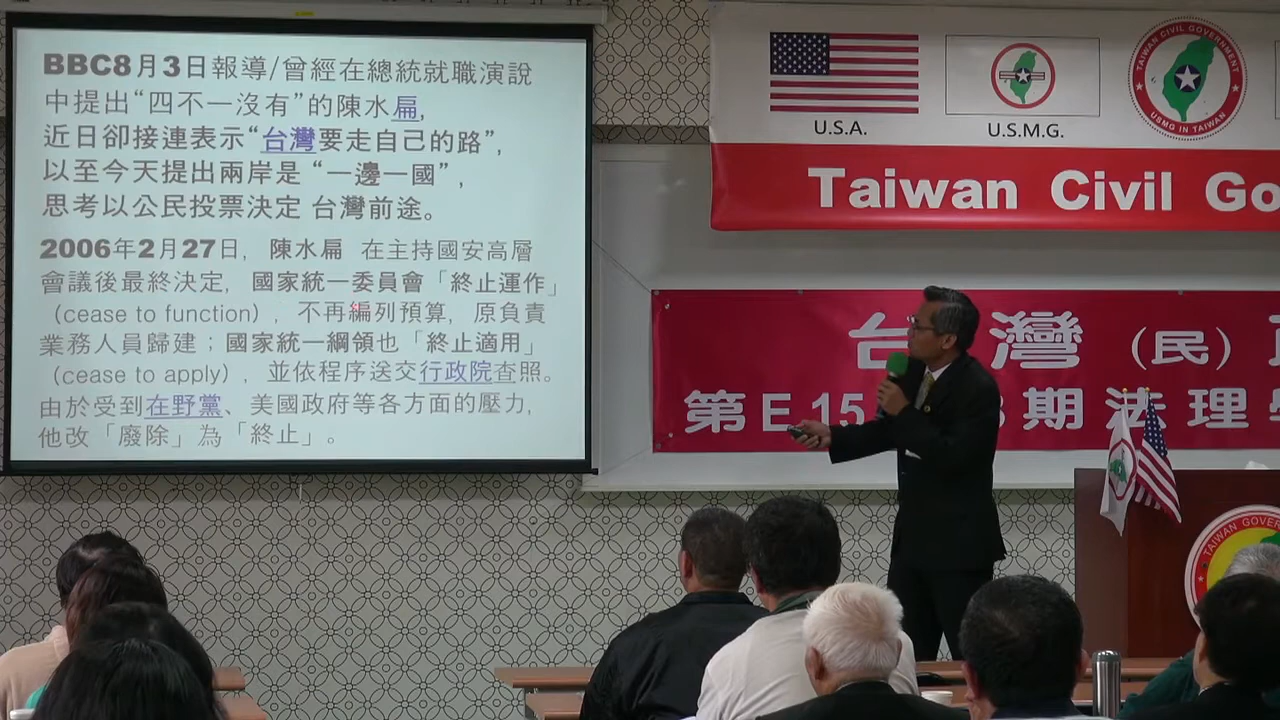 BBC8月3日報導/曾經在總統就職演說
中提出“四不一沒有”的陳水扁,
近日卻接連表示“台灣要走自己的路”,
以至今天提出兩岸是“一邊一國”,
思考以公民投票決定 台灣前途。
2006年2月27日, 陳水扁 在主持國安高層
會議後最終決定, 國家統一委員會「終止運作」
(cease to function), 不再編列預算, 原負責
業務人員歸建；國家統一綱領也「終止適用」
(cease to apply), 並依程序送交行政院查照。
由於受到在野黨、美國政府等各方面的壓力,
他改「廢除」為「終止」。
U.S.A.
U.S.M.G.
TAIWAN CIVIL GOVERNMENT
USMG IN TAIWAN
Taiwan Civil Go
台灣 (民)
第E 15 期法理
TAIWAN GOVERN